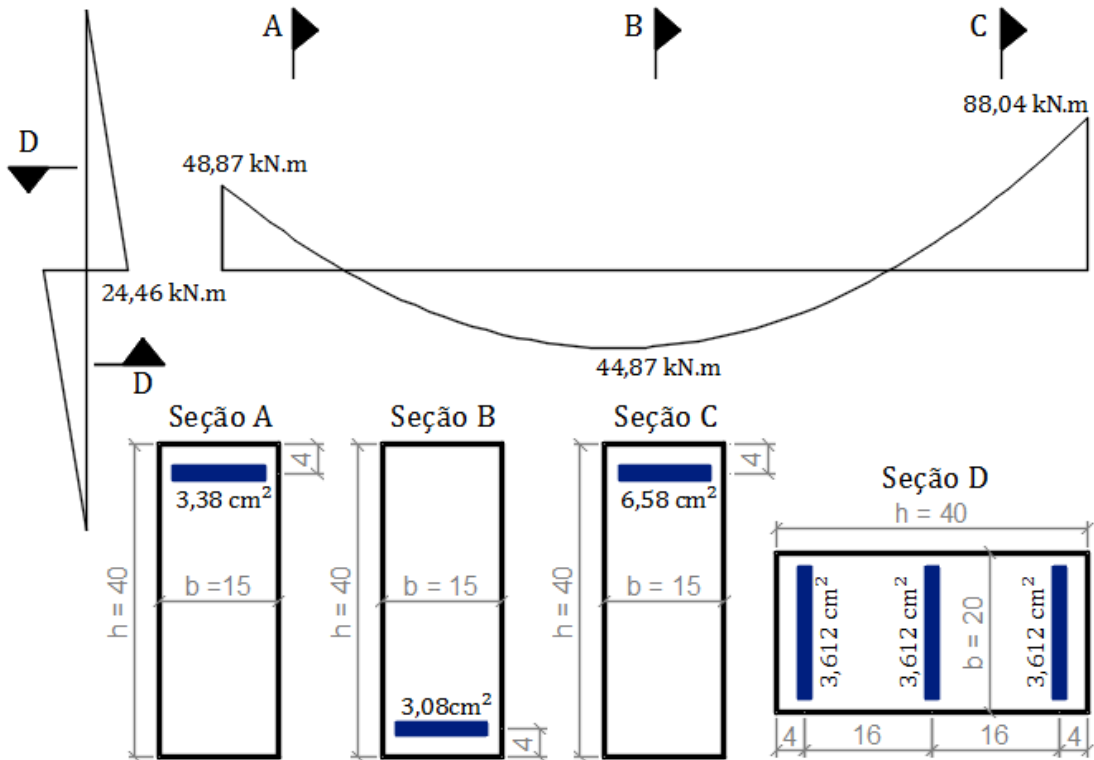 A
B
C
88,04 kN.m
D
48,87 kN.m
24,46 kN.m
44,87 kN.m
D
Seção A
Seção B
Seção C
4
4
3,38 cm²
6,58 cm²
h = 40
b =15
h = 40
b = 15
3,08cm²
4
h = 40
b = 15
Seção D
h = 40
3,612 cm²
3,612 cm²
b = 20
3,612 cm²
4
16
16
4